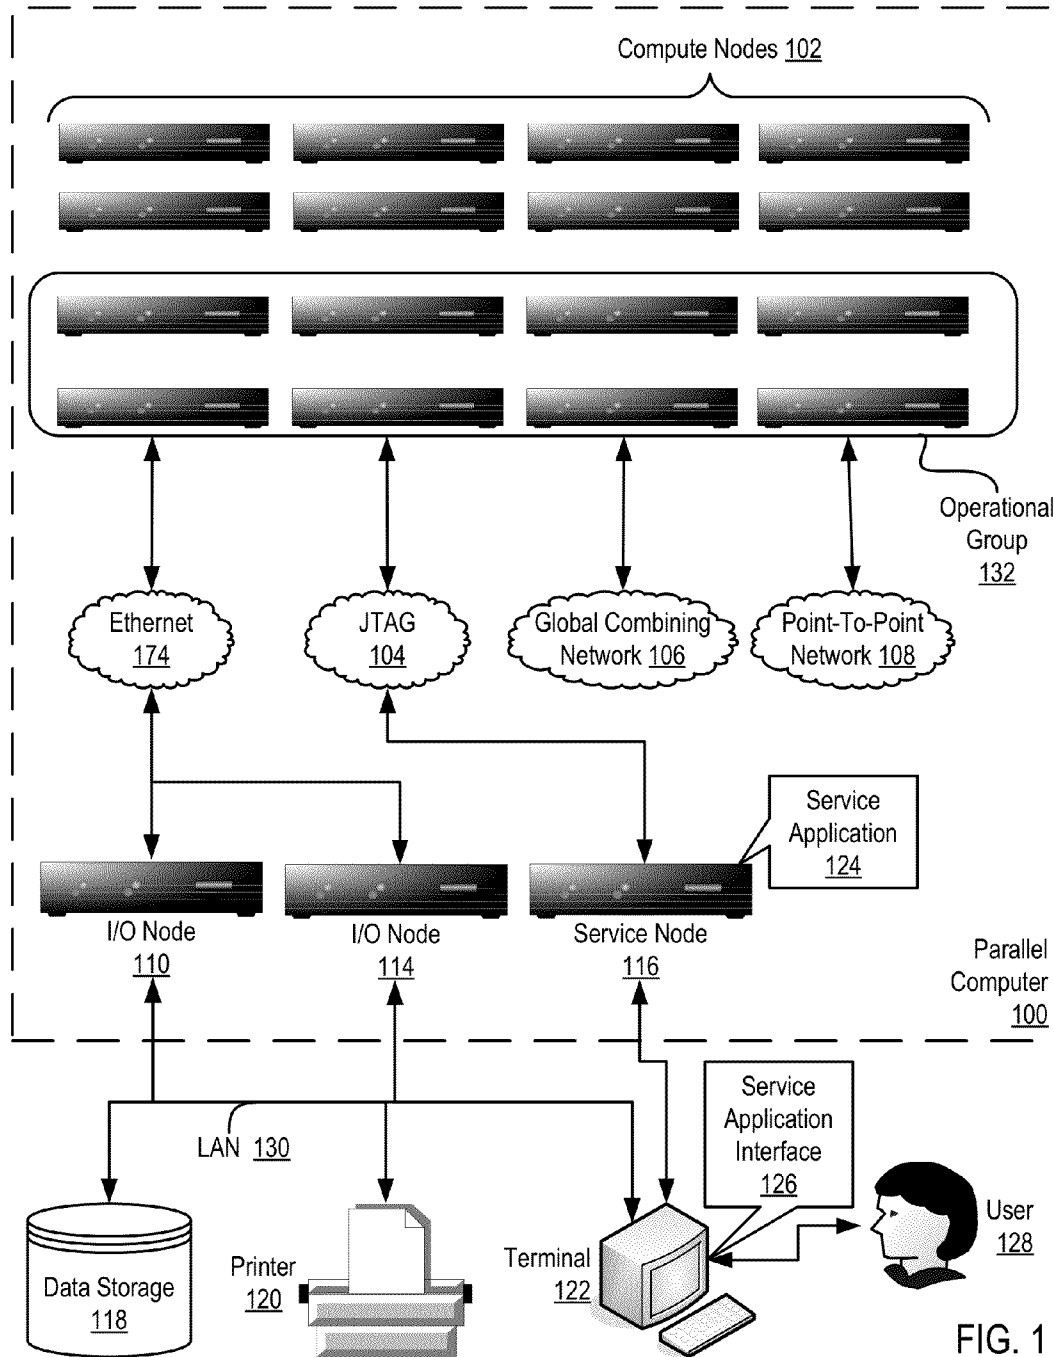 Compute Nodes 102
Operational
Group
132
Ethernet
174
JTAG
104
Global Combining
Network 106
Point-To-Point
Network 108
Service
Application
124
I/O Node
110
I/O Node
114
Service Node
116
Parallel
Computer
100
LAN 130
Service
Application
Interface
126
Data Storage
118
Printer
120
Terminal
122
User
128
FIG. 1